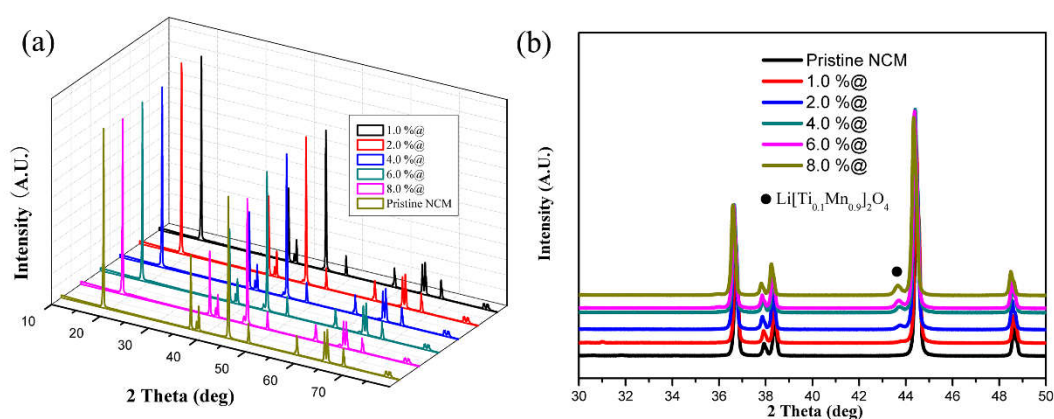 (a)
Intensity (A.U.)
1.0 %@
2.0 %@
4.0 %@
6.0 %@
8.0 %@
Pristine NCM
10 20 30 40 50 60 70
2 Theta (deg)
(b)
Intensity (A.U.)
Pristine NCM
1.0 %@
2.0 %@
4.0 %@
6.0 %@
8.0 %@
Li[Ti0.1Mn0.9]2O4
30 32 34 36 38 40 42 44 46 48 50
2 Theta (deg)